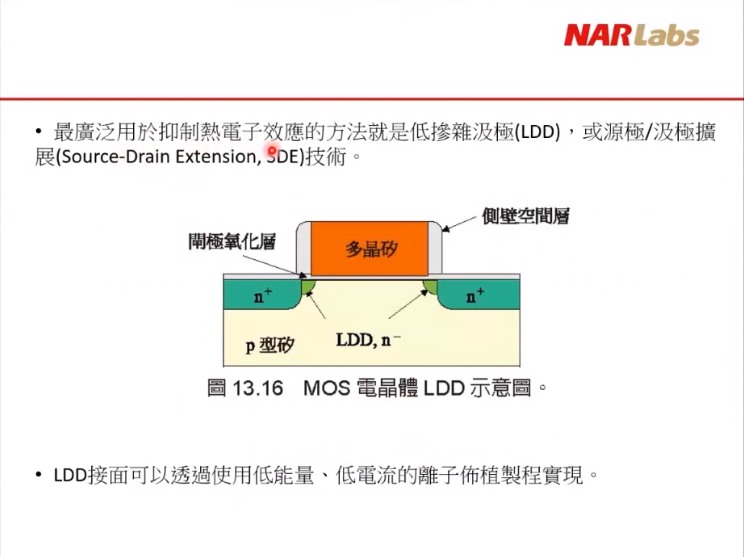 NARLabs
• 最廣泛用於抑制熱電子效應的方法就是低摻雜汲極(LDD)，或源極/汲極擴
展(Source-Drain Extension, SDE)技術。
側壁空間層
閘極氧化層
多晶矽
n⁺
n⁺
LDD, n⁻
p 型矽
圖 13.16 MOS 電晶體 LDD 示意圖。
• LDD接面可以透過使用低能量、低電流的離子佈植製程實現。